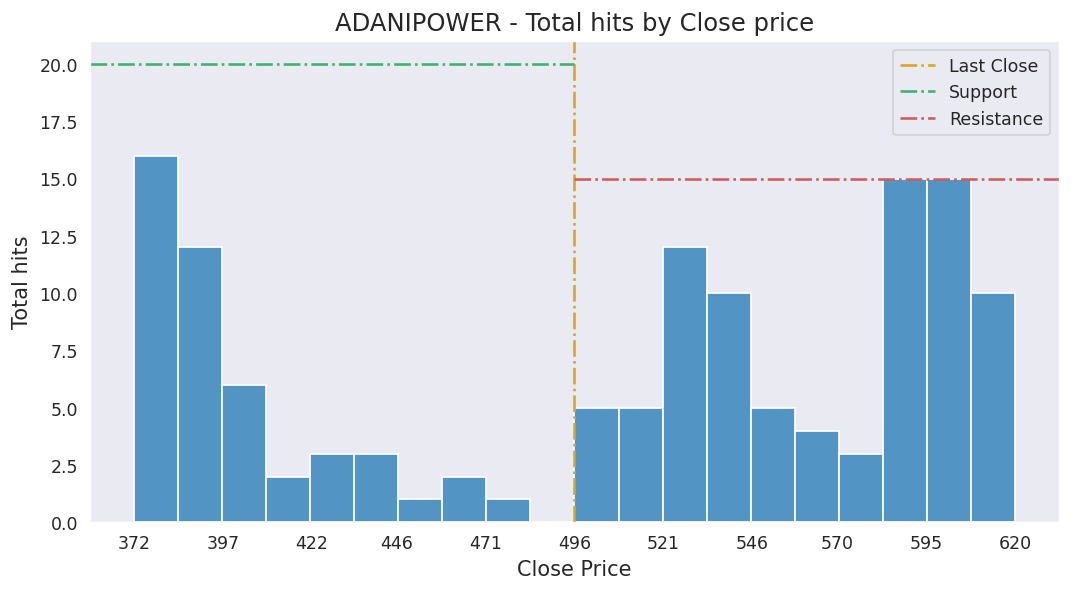 ADANIPOWER - Total hits by Close price
Last Close
Support
Resistance
Total hits
20.0
17.5
15.0
12.5
10.0
7.5
5.0
2.5
0.0
372 397 422 446 471 496 521 546 570 595 620
Close Price